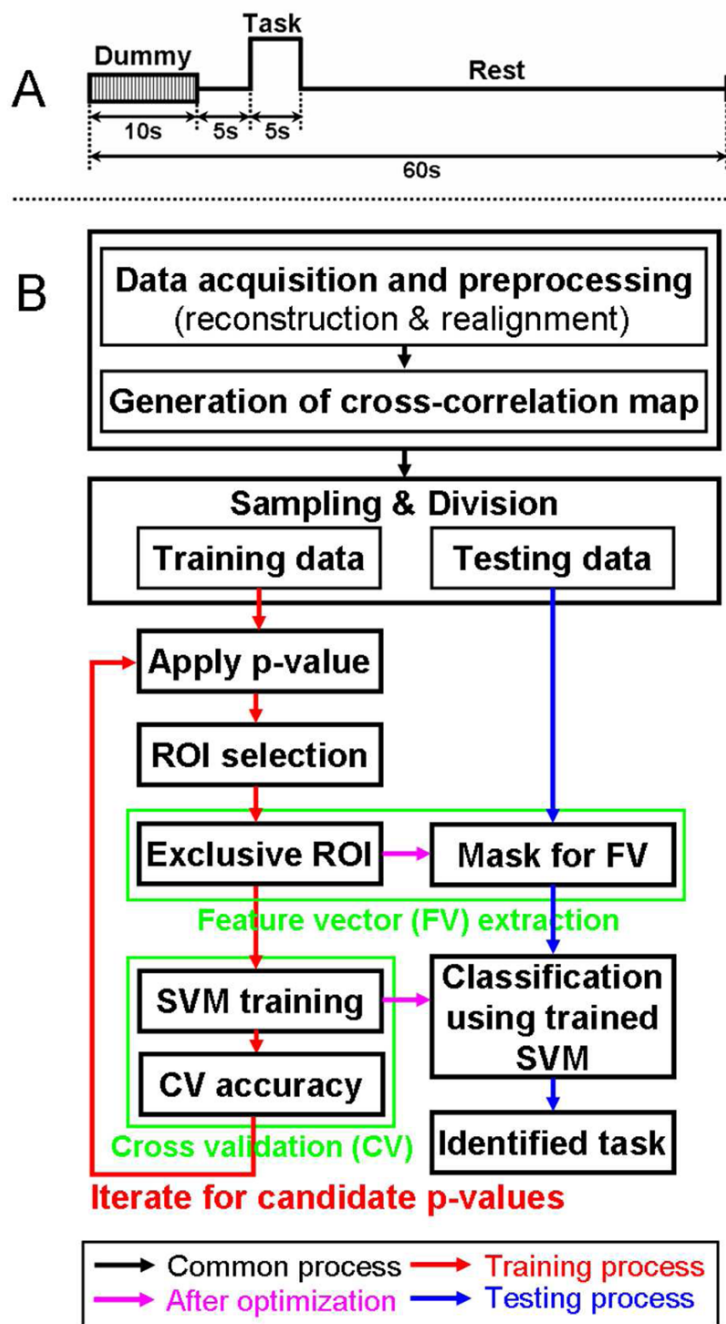 A
Task
Dummy
Rest
10s
5s
5s
60s
B
Data acquisition and preprocessing
(reconstruction & realignment)
Generation of cross-correlation map
Sampling & Division
Training data
Testing data
Apply p-value
ROI selection
Exclusive ROI
Mask for FV
Feature vector (FV) extraction
SVM training
Classification
using trained
SVM
CV accuracy
Cross validation (CV)
Identified task
Iterate for candidate p-values
Common process
Training process
After optimization
Testing process